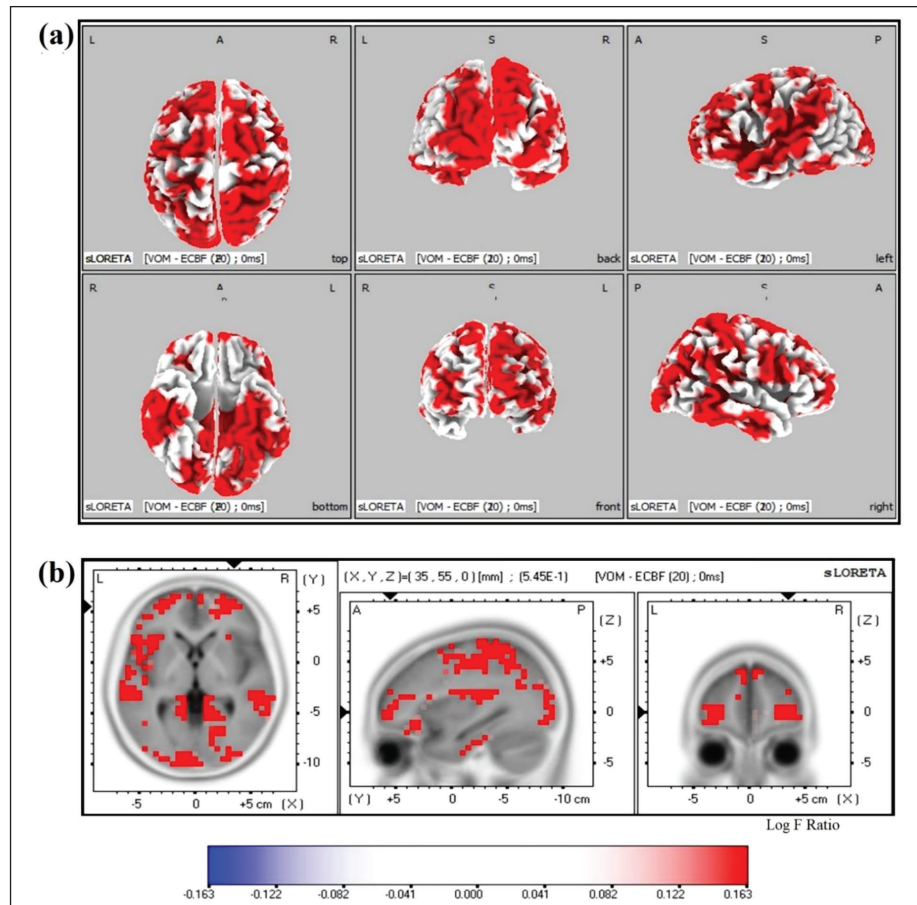 (a)
L A R
L S R
A S P
sLORETA [VOM - ECBF (20) ; 0ms] top
sLORETA [VOM - ECBF (20) ; 0ms] back
sLORETA [VOM - ECBF (20) ; 0ms] left
R A L
R S L
P S A
sLORETA [VOM - ECBF (20) ; 0ms] bottom
sLORETA [VOM - ECBF (20) ; 0ms] front
sLORETA [VOM - ECBF (20) ; 0ms] right
(b)
L R (Y)
(X,Y,Z)=(35,55,0)[mm] ; (5.45E-1) [VOM - ECBF (20) ; 0ms] sLORETA
A P (Z)
L R (Z)
+5 0 -5 -10
+5 0 -5
+5 0 -5
-5 0 +5 cm (X)
(Y) +5 0 -5 -10 cm
-5 0 +5 cm (X)
Log F Ratio
-0.163 -0.122 -0.082 -0.041 0.000 0.041 0.082 0.122 0.163